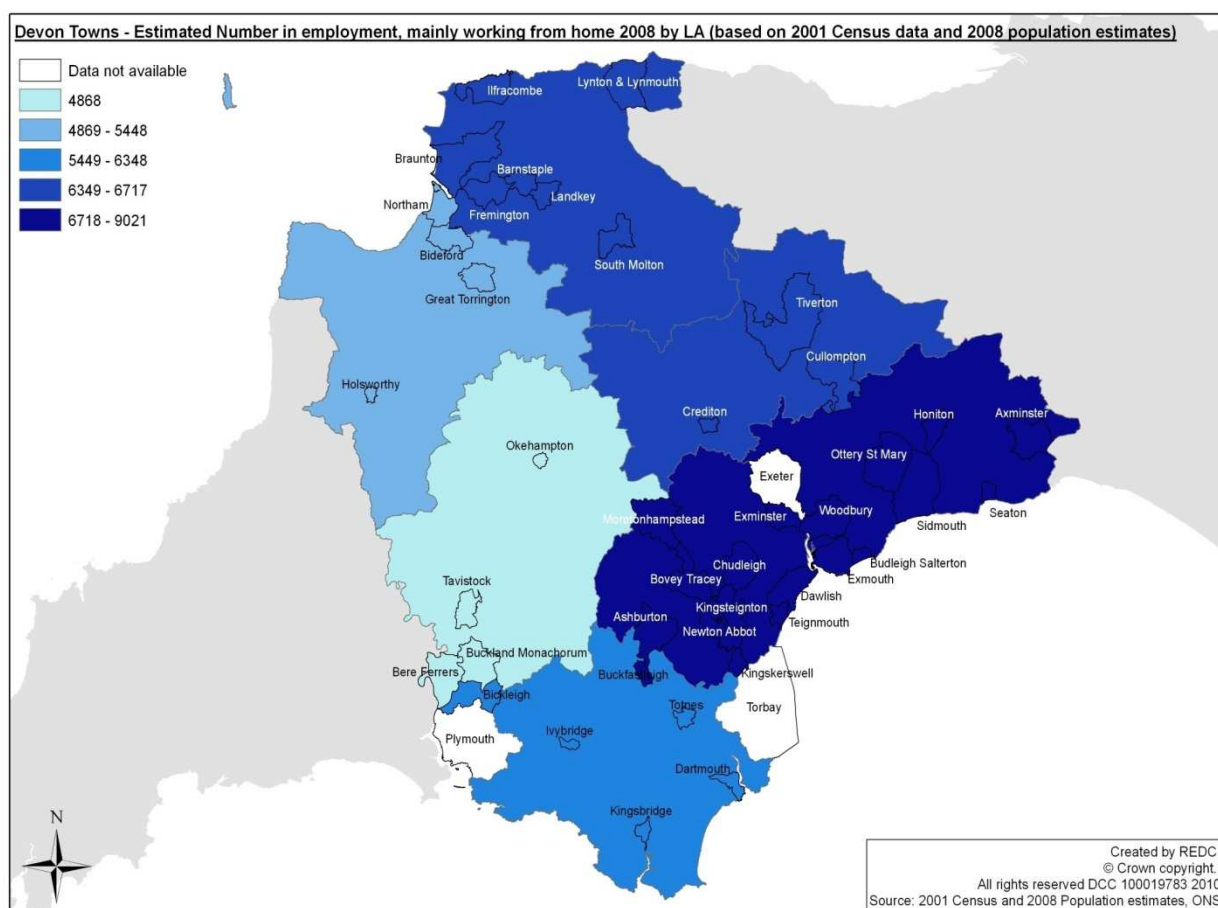 Devon Towns - Estimated Number in employment, mainly working from home 2008 by LA (based on 2001 Census data and 2008 population estimates)
Data not available
4868
4869 - 5448
5449 - 6348
6349 - 6717
6718 - 9021
Ilfracombe
Lynton & Lynmouth
Braunton
Barnstaple
Landkey
Northam
Fremington
Bideford
South Molton
Great Torrington
Tiverton
Cullompton
Holsworthy
Crediton
Honiton
Axminster
Okehampton
Ottery St Mary
Exeter
Moretonhampstead
Exminster
Woodbury
Seaton
Sidmouth
Chudleigh
Budleigh Salterton
Bovey Tracey
Exmouth
Tavistock
Dawlish
Kingsteignton
Ashburton
Teignmouth
Newton Abbot
Buckland Monachorum
Bere Ferrers
Buckfastleigh
Kingskerswell
Bickleigh
Totnes
Torbay
Ivybridge
Plymouth
Dartmouth
Kingsbridge
N
Created by REDC
© Crown copyright.
All rights reserved DCC 100019783 2010
Source: 2001 Census and 2008 Population estimates, ONS